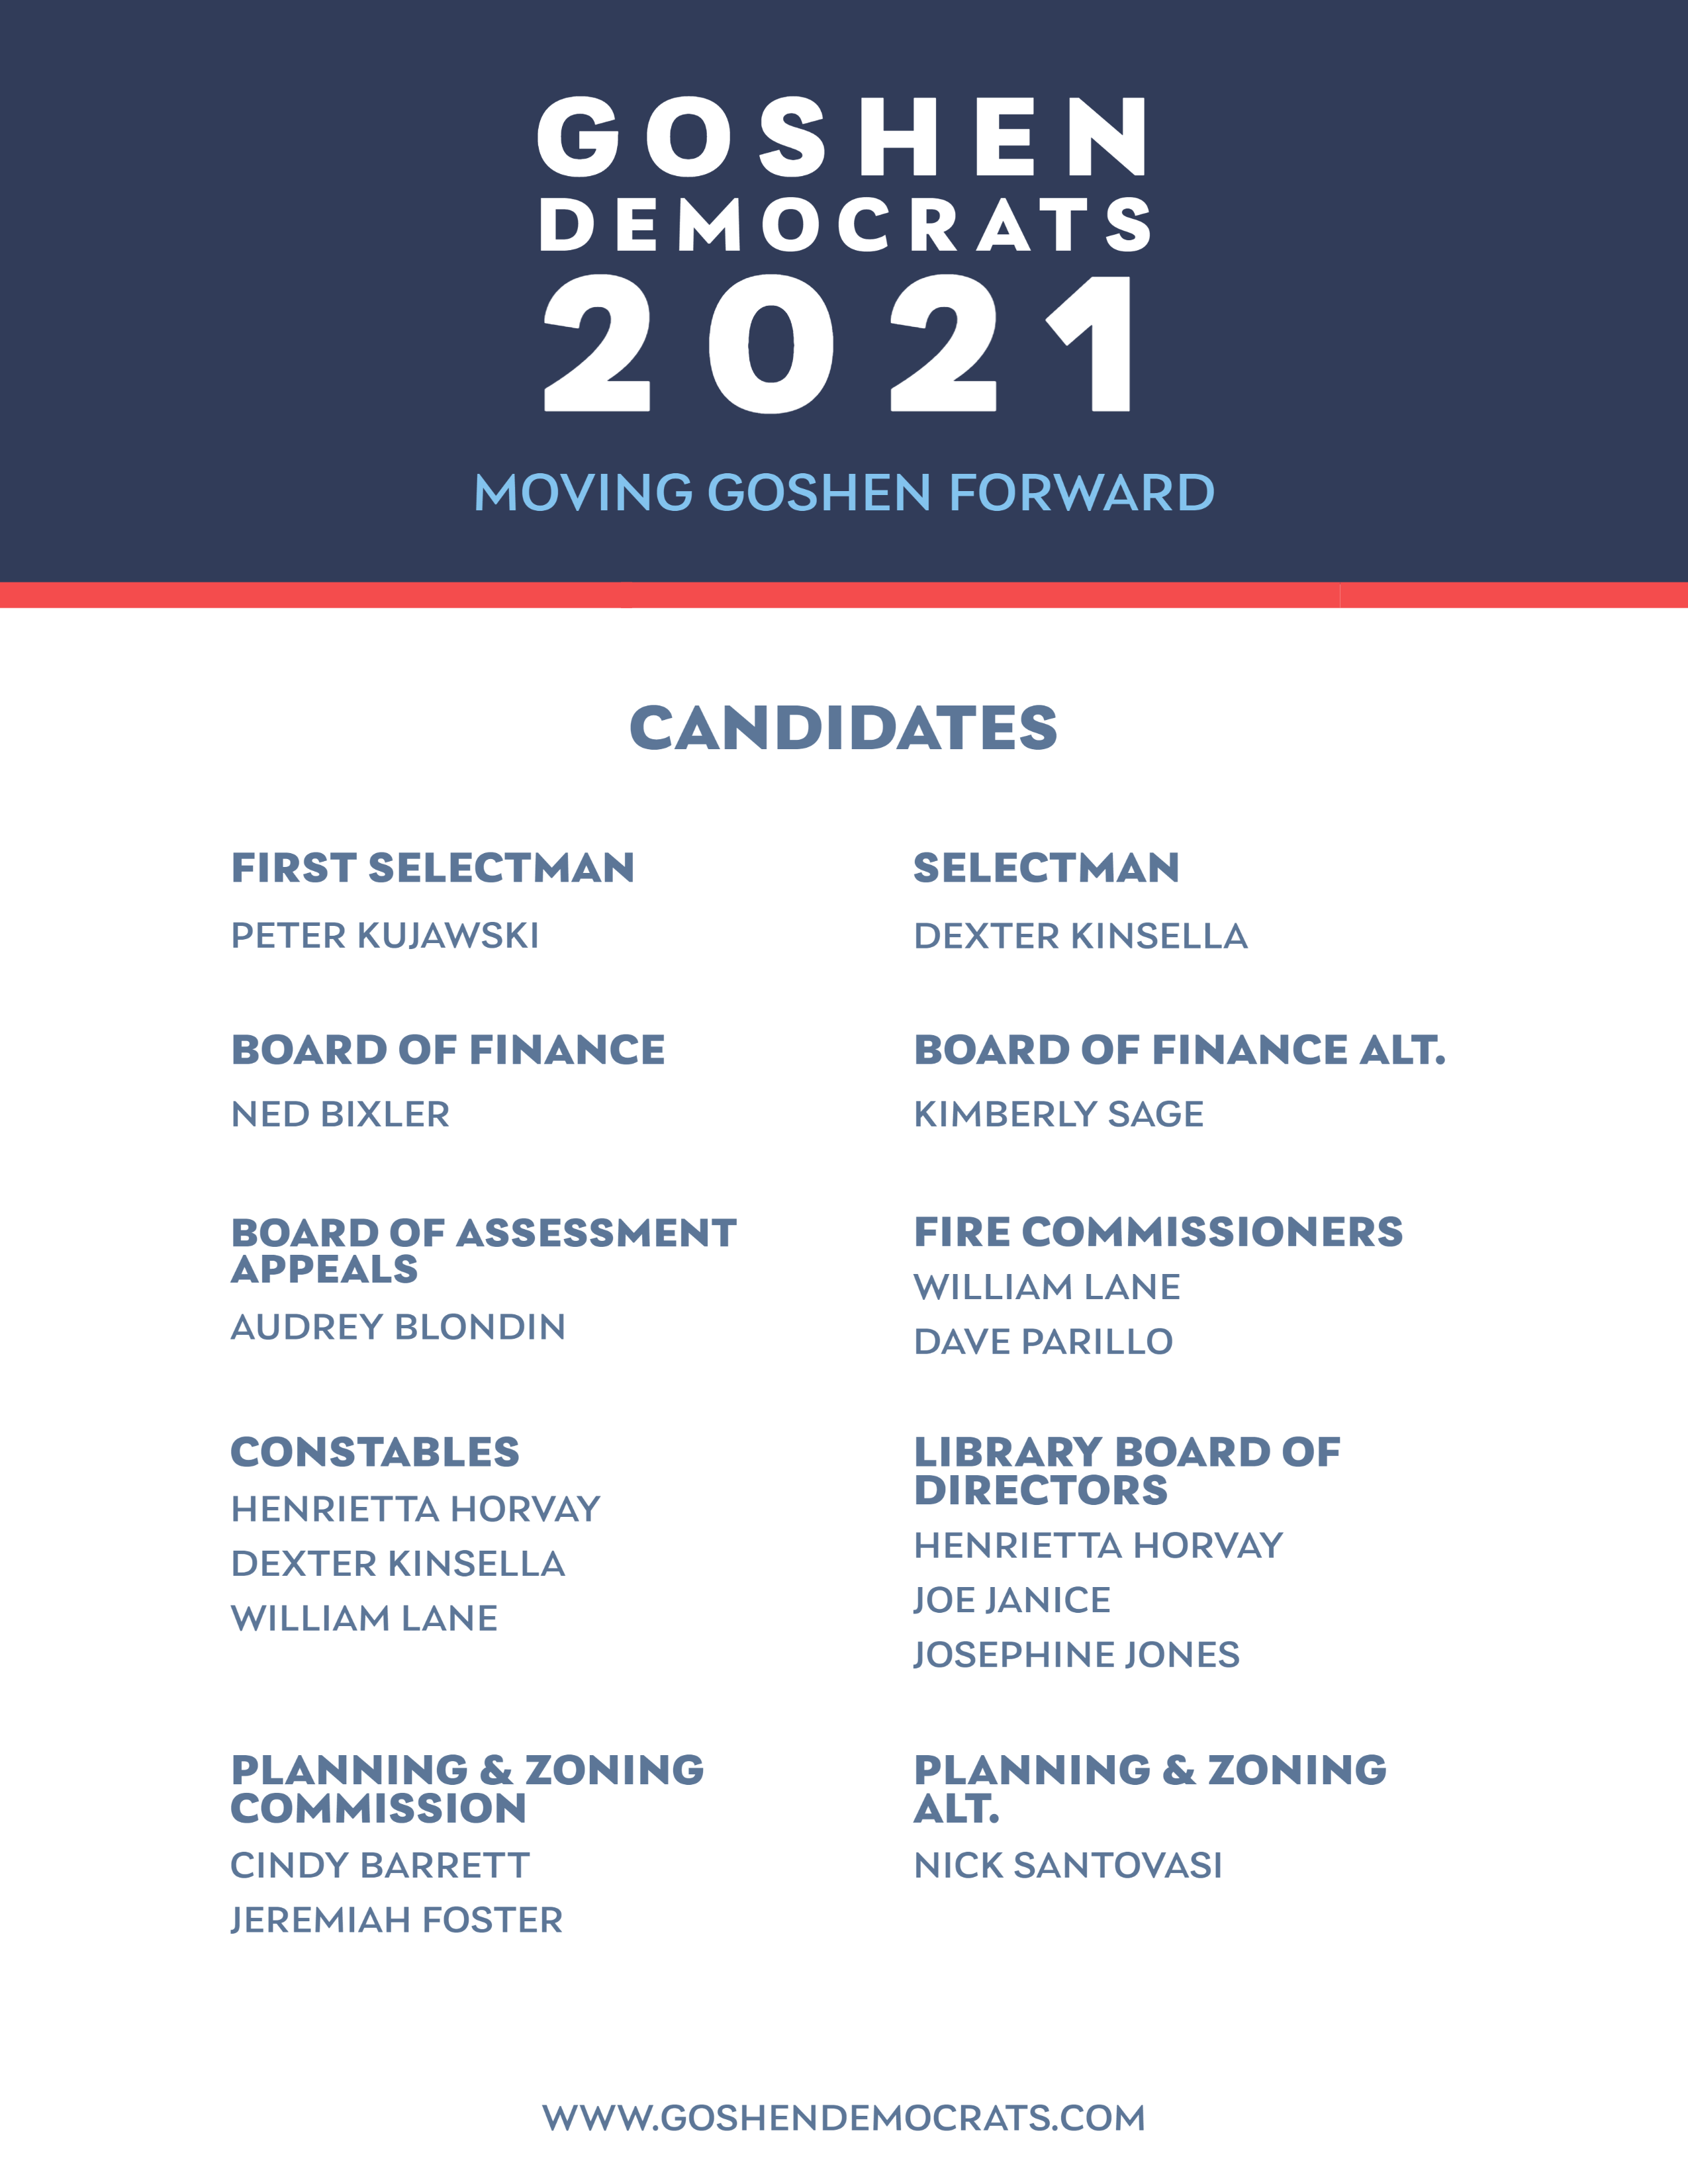 GOSHEN
DEMOCRATS
2021
MOVING GOSHEN FORWARD
CANDIDATES
FIRST SELECTMAN
PETER KUJAWSKI
SELECTMAN
DEXTER KINSELLA
BOARD OF FINANCE
NED BIXLER
BOARD OF FINANCE ALT.
KIMBERLY SAGE
BOARD OF ASSESSMENT
APPEALS
AUDREY BLONDIN
FIRE COMMISSIONERS
WILLIAM LANE
DAVE PARILLO
CONSTABLES
HENRIETTA HORVAY
DEXTER KINSELLA
WILLIAM LANE
LIBRARY BOARD OF
DIRECTORS
HENRIETTA HORVAY
JOE JANICE
JOSEPHINE JONES
PLANNING & ZONING
COMMISSION
CINDY BARRETT
JEREMIAH FOSTER
PLANNING & ZONING
ALT.
NICK SANTOVASI
WWW.GOSHENDEMOCRATS.COM